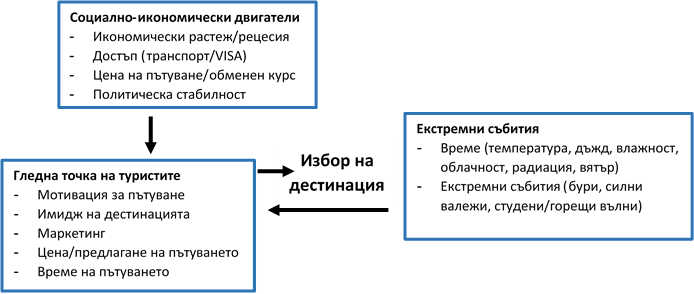 Социално-икономически двигатели
- Икономически растеж/рецесия
- Достъп (транспорт/VISA)
- Цена на пътуване/обменен курс
- Политическа стабилност
Екстремни събития
- Време (температура, дъжд, влажност,
облачност, радиация, вятър)
- Екстремни събития (бури, силни
валежи, студени/горещи вълни)
Избор на
дестинация
Гледна точка на туристите
- Мотивация за пътуване
- Имидж на дестинацията
- Маркетинг
- Цена/предлагане на пътуването
- Време на пътуването